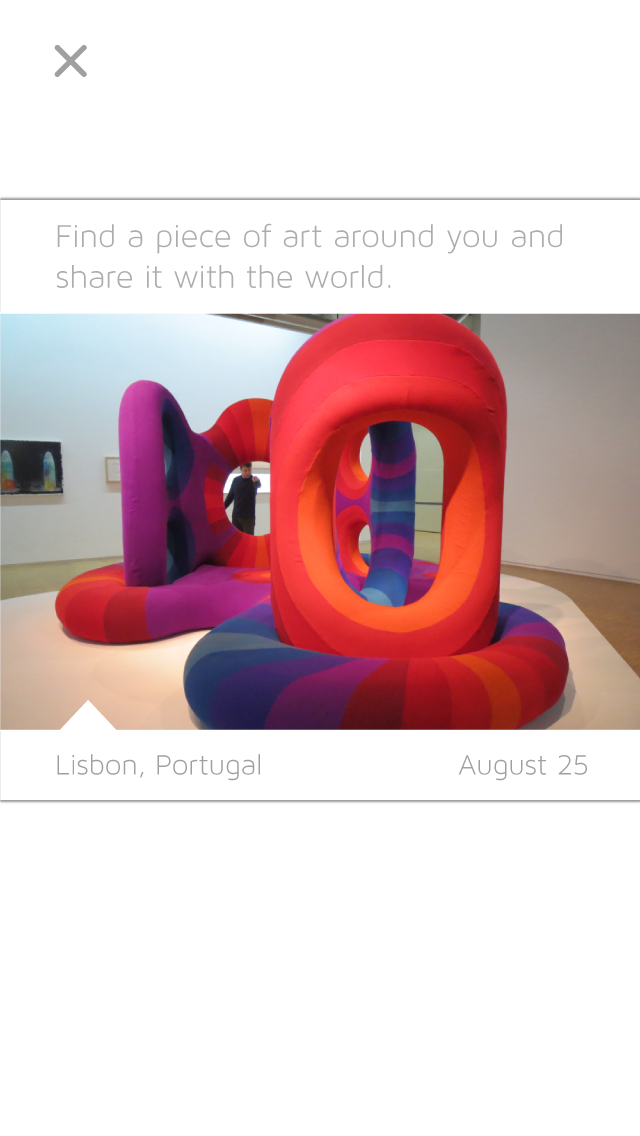 Find a piece of art around you and
share it with the world.
Lisbon, Portugal
August 25